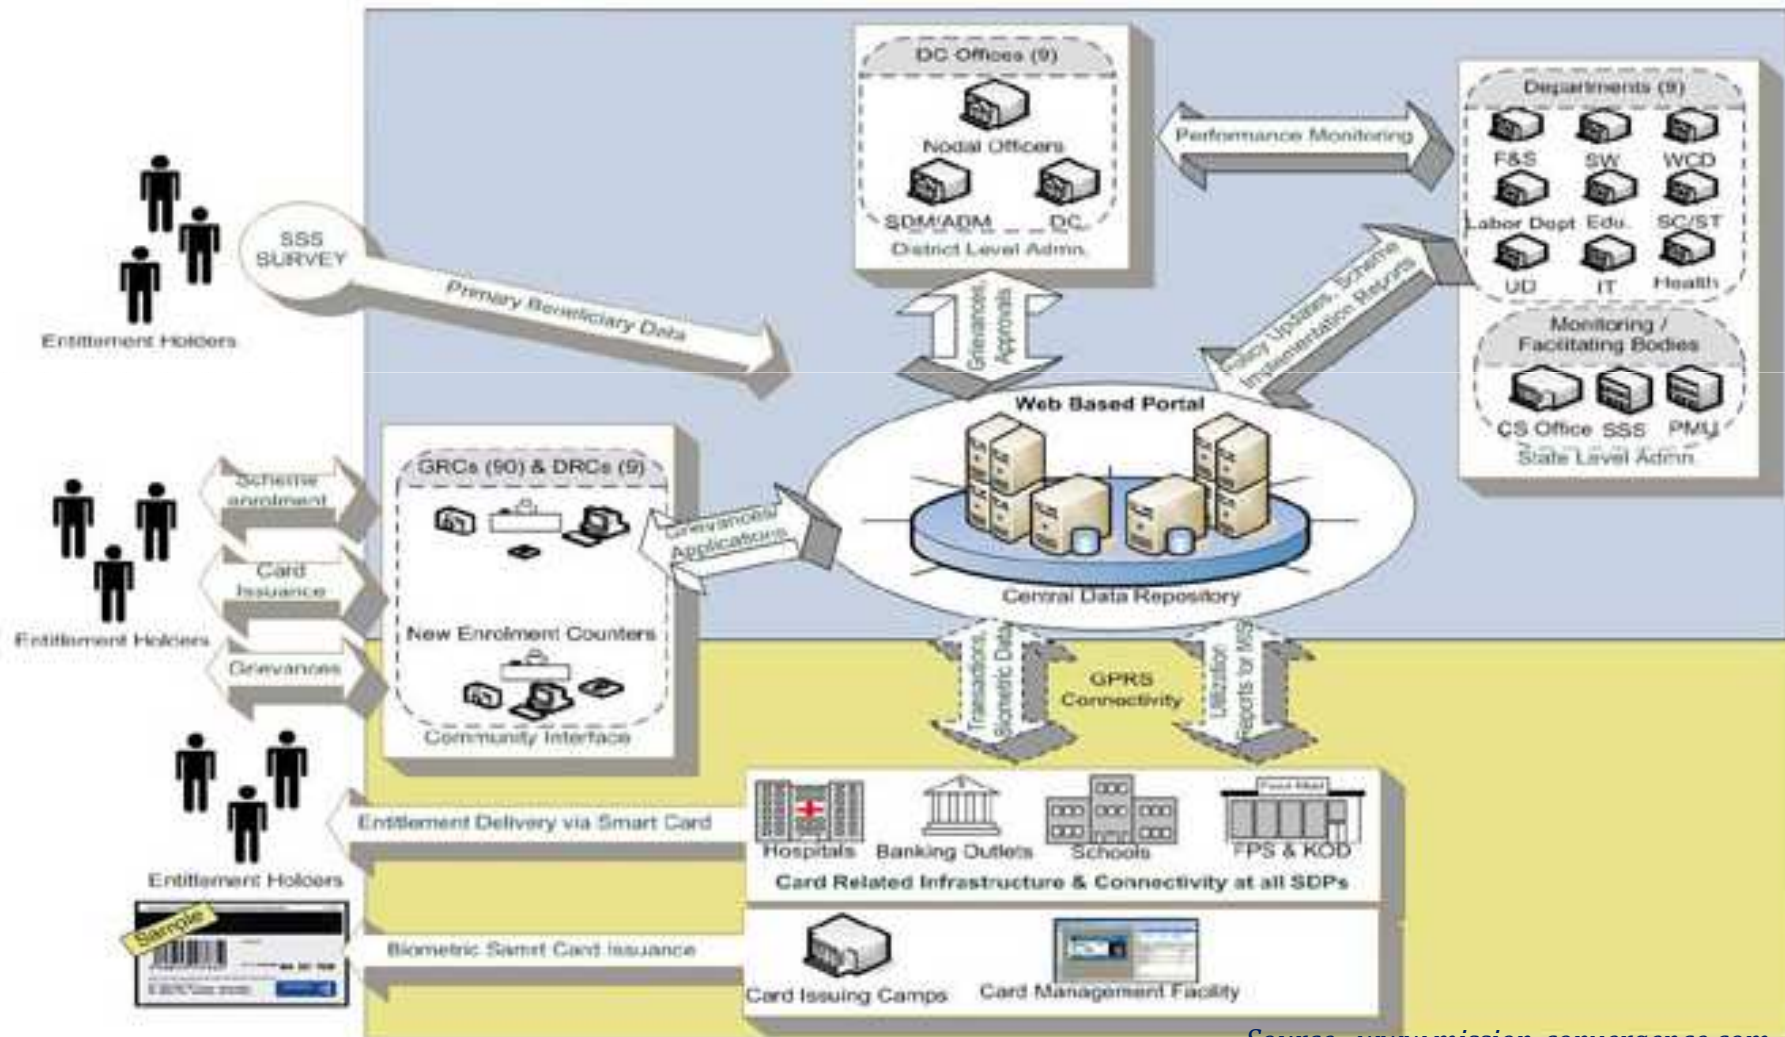 DC Offices (9)
Nodal Officers
SDM/ADM
DC
District Level Admn.
Performance Monitoring
Departments (9)
F&S
SW
WCD
Labor Dept
Edu.
SC/ST
UD
IT
Health
Monitoring /
Facilitating Bodies
CS Office
SSS
PMU
State Level Admn.
SSS
SURVEY
Entitlement Holders
Primary Beneficiary Data
Grievances,
Approvals
Policy Updates, Scheme
Implementation Reports
Web Based Portal
Central Data Repository
GRCs (90) & DRCs (9)
New Enrolment Counters
Community Interface
Scheme
enrolment
Card
Issuance
Grievances
Entitlement Holders
Grievances
Applications
Transactions,
Biometric Data
GPRS
Connectivity
Utilization
Reports for MIS
Entitlement Delivery via Smart Card
Entitlement Holders
Hospitals
Banking Outlets
Schools
FPS & KOD
Card Related Infrastructure & Connectivity at all SDPs
Sample
Biometric Samrt Card Issuance
Card Issuing Camps
Card Management Facility